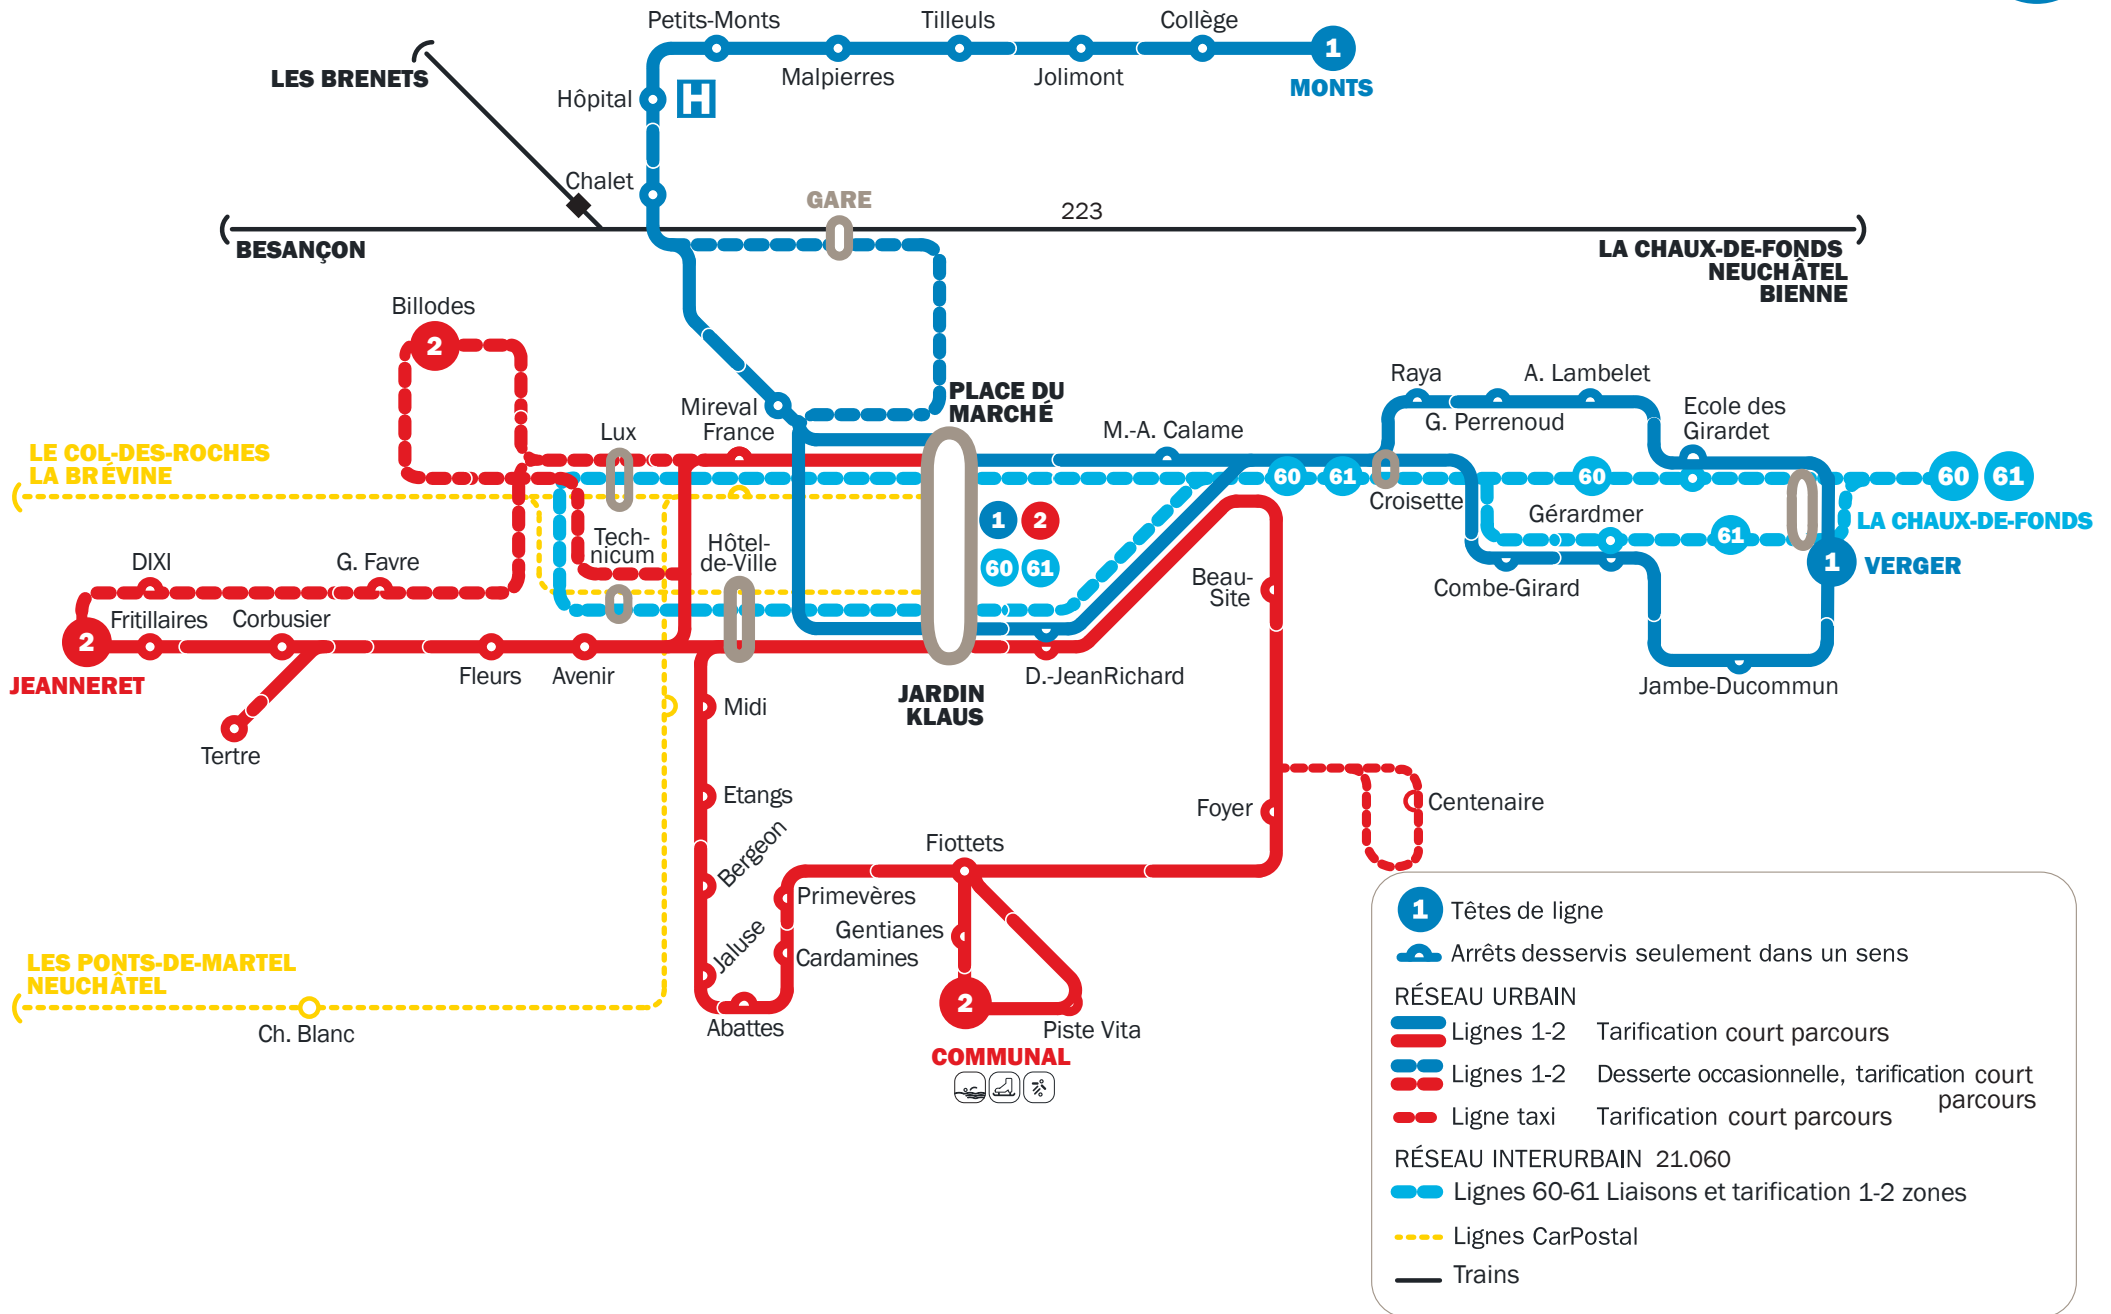 Petits-Monts
Tilleuls
Collège
1
LES BRENETS
Malpierres
Jolimont
MONTS
Hôpital
H
Chalet
GARE
223
BESANÇON
LA CHAUX-DE-FONDS
NEUCHÂTEL
BIENNE
Billodes
2
PLACE DU
MARCHÉ
Mireval
France
Lux
M.-A. Calame
Raya
A. Lambelet
G. Perrenoud
Ecole des
Girardet
LE COL-DES-ROCHES
LA BRÉVINE
60
61
60
60
61
Croisette
Gérardmer
61
LA CHAUX-DE-FONDS
1
2
60
61
Tech-
nicum
Hôtel-
de-Ville
DIXI
G. Favre
Beau-
Site
Combe-Girard
1
VERGER
Fritillaires
Corbusier
2
JEANNERET
Fleurs
Avenir
D.-JeanRichard
Jambe-Ducommun
JARDIN
KLAUS
Midi
Tertre
Etangs
Foyer
Centenaire
Bergeon
Fiottets
Primevères
Gentianes
Jaluse
Cardamines
LES PONTS-DE-MARTEL
NEUCHÂTEL
Ch. Blanc
Abattes
2
Piste Vita
COMMUNAL
1 Têtes de ligne
Arrêts desservis seulement dans un sens
RÉSEAU URBAIN
Lignes 1-2 Tarification court parcours
Lignes 1-2 Desserte occasionnelle, tarification court
parcours
Ligne taxi Tarification court parcours
RÉSEAU INTERURBAIN 21.060
Lignes 60-61 Liaisons et tarification 1-2 zones
Lignes CarPostal
Trains